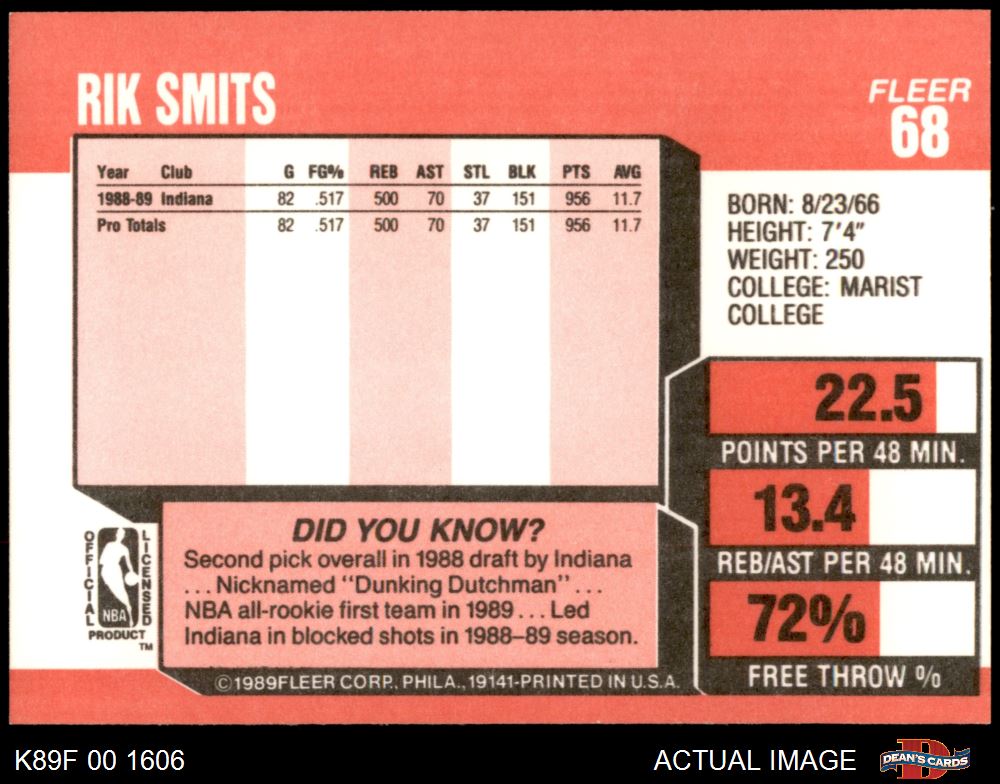 RIK SMITS
FLEER
68
Year Club G FG% REB AST STL BLK PTS AVG
1988-89 Indiana 82 .517 500 70 37 151 956 11.7
Pro Totals 82 .517 500 70 37 151 956 11.7
BORN: 8/23/66
HEIGHT: 7'4"
WEIGHT: 250
COLLEGE: MARIST
COLLEGE
22.5
POINTS PER 48 MIN.
13.4
REB/AST PER 48 MIN.
72%
FREE THROW %
DID YOU KNOW?
Second pick overall in 1988 draft by Indiana
... Nicknamed "Dunking Dutchman" ...
NBA all-rookie first team in 1989 ... Led
Indiana in blocked shots in 1988–89 season.
OFFICIAL
LICENSED
NBA
PRODUCT
TM
©1989 FLEER CORP., PHILA., 19141-PRINTED IN U.S.A.
K89F 00 1606
ACTUAL IMAGE
D
DEAN'S CARDS